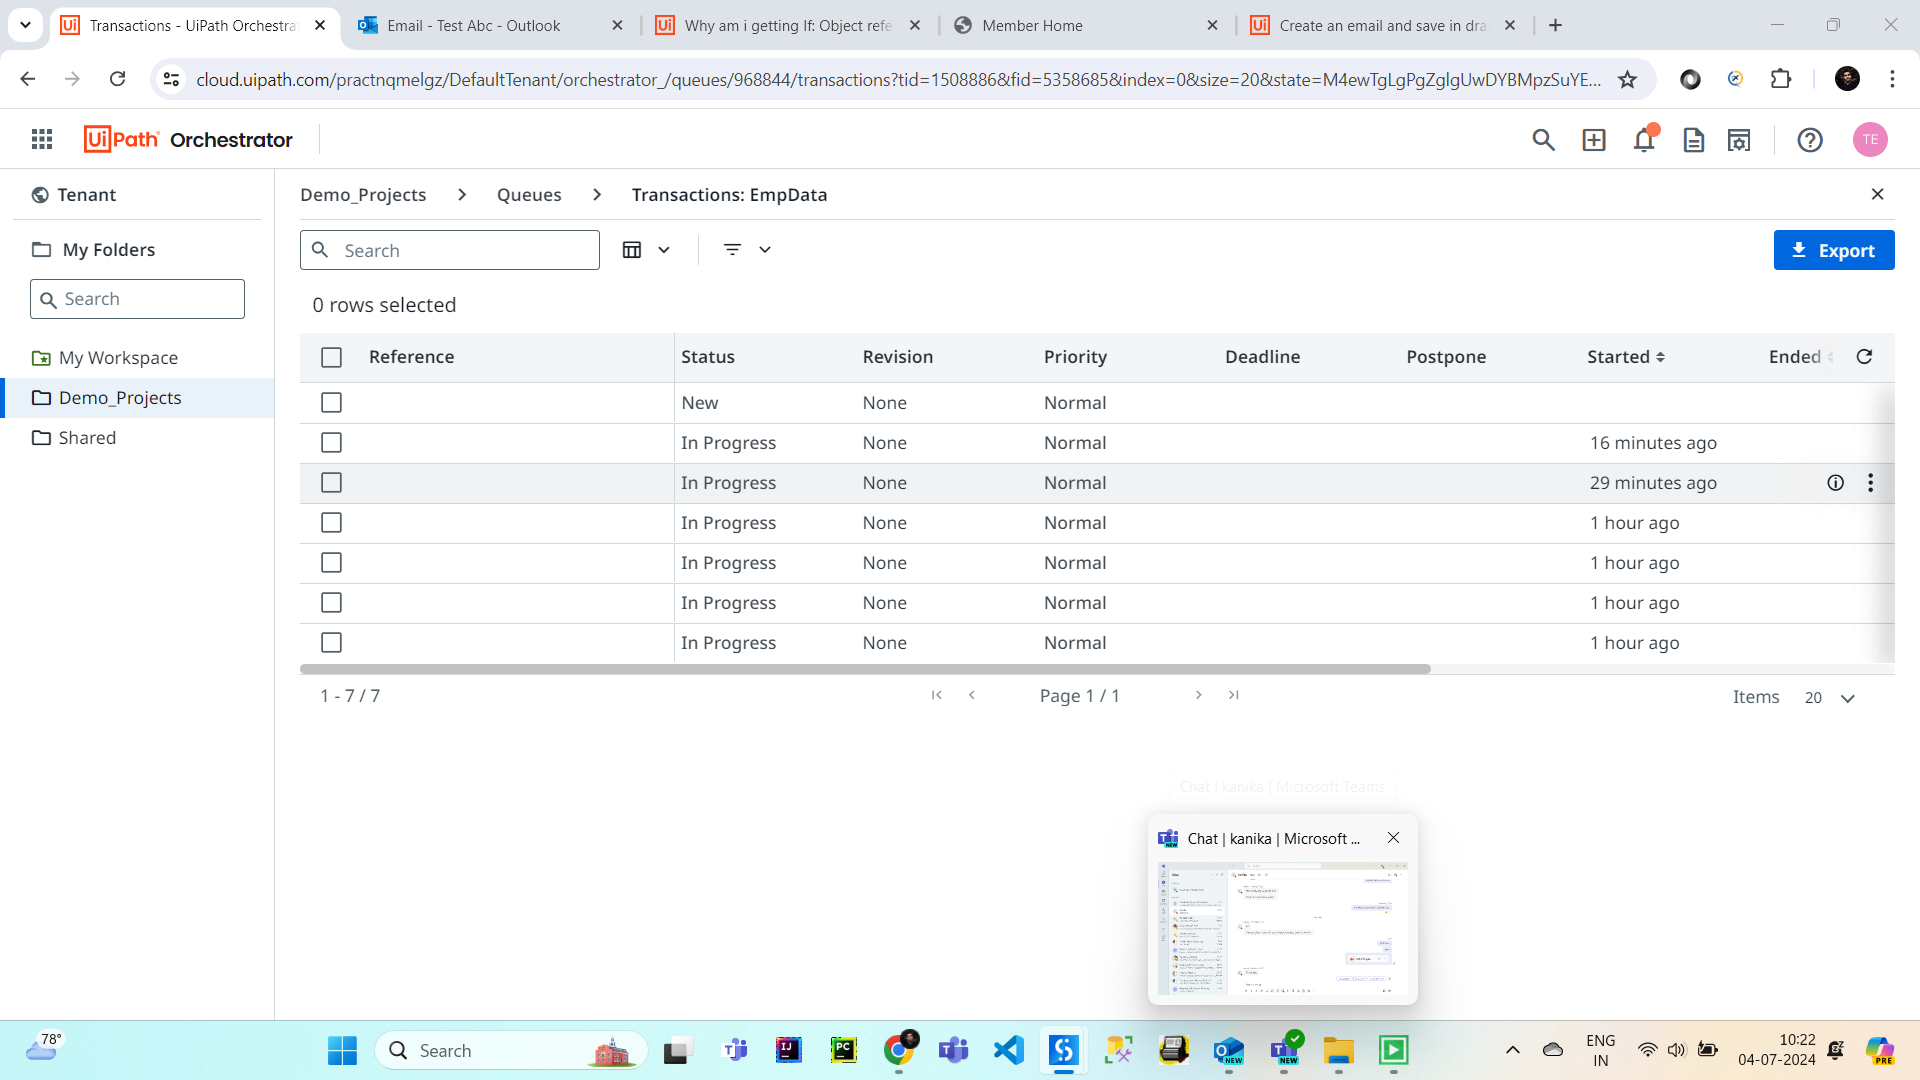 Transactions - UiPath Orchestra
Email - Test Abc - Outlook
Why am i getting If: Object refe
Member Home
Create an email and save in dra
cloud.uipath.com/practnqmelgz/DefaultTenant/orchestrator_/queues/968844/transactions?tid=1508886&fid=5358685&index=0&size=20&state=M4ewTgLgPgZglgUwDYBMpzSuYE...
UiPath Orchestrator
TE
Tenant
Demo_Projects
Queues
Transactions: EmpData
My Folders
Search
Export
Search
0 rows selected
Reference Status Revision Priority Deadline Postpone Started Ended
My Workspace
Demo_Projects
Shared
New None Normal
In Progress None Normal 16 minutes ago
In Progress None Normal 29 minutes ago
In Progress None Normal 1 hour ago
In Progress None Normal 1 hour ago
In Progress None Normal 1 hour ago
In Progress None Normal 1 hour ago
1 - 7 / 7
Page 1 / 1
Items 20
Chat | kanika | Microsoft Teams
Chat | kanika | Microsoft ...
78°
Search
ENG
IN
10:22
04-07-2024